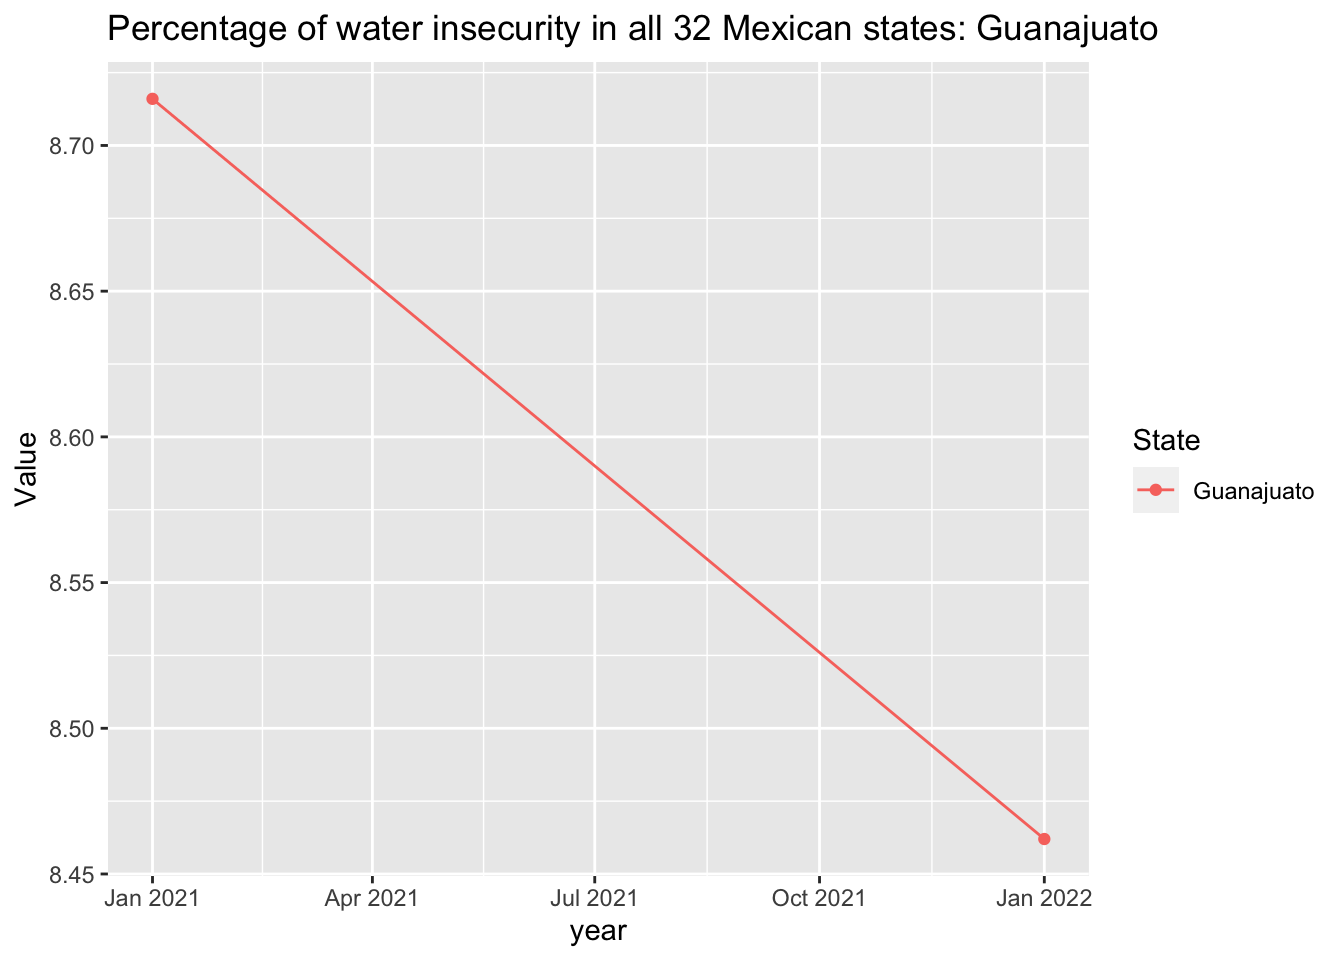 Percentage of water insecurity in all 32 Mexican states: Guanajuato
8.70
8.65
8.60
8.55
8.50
8.45
Value
Jan 2021 Apr 2021 Jul 2021 Oct 2021 Jan 2022
year
State
Guanajuato